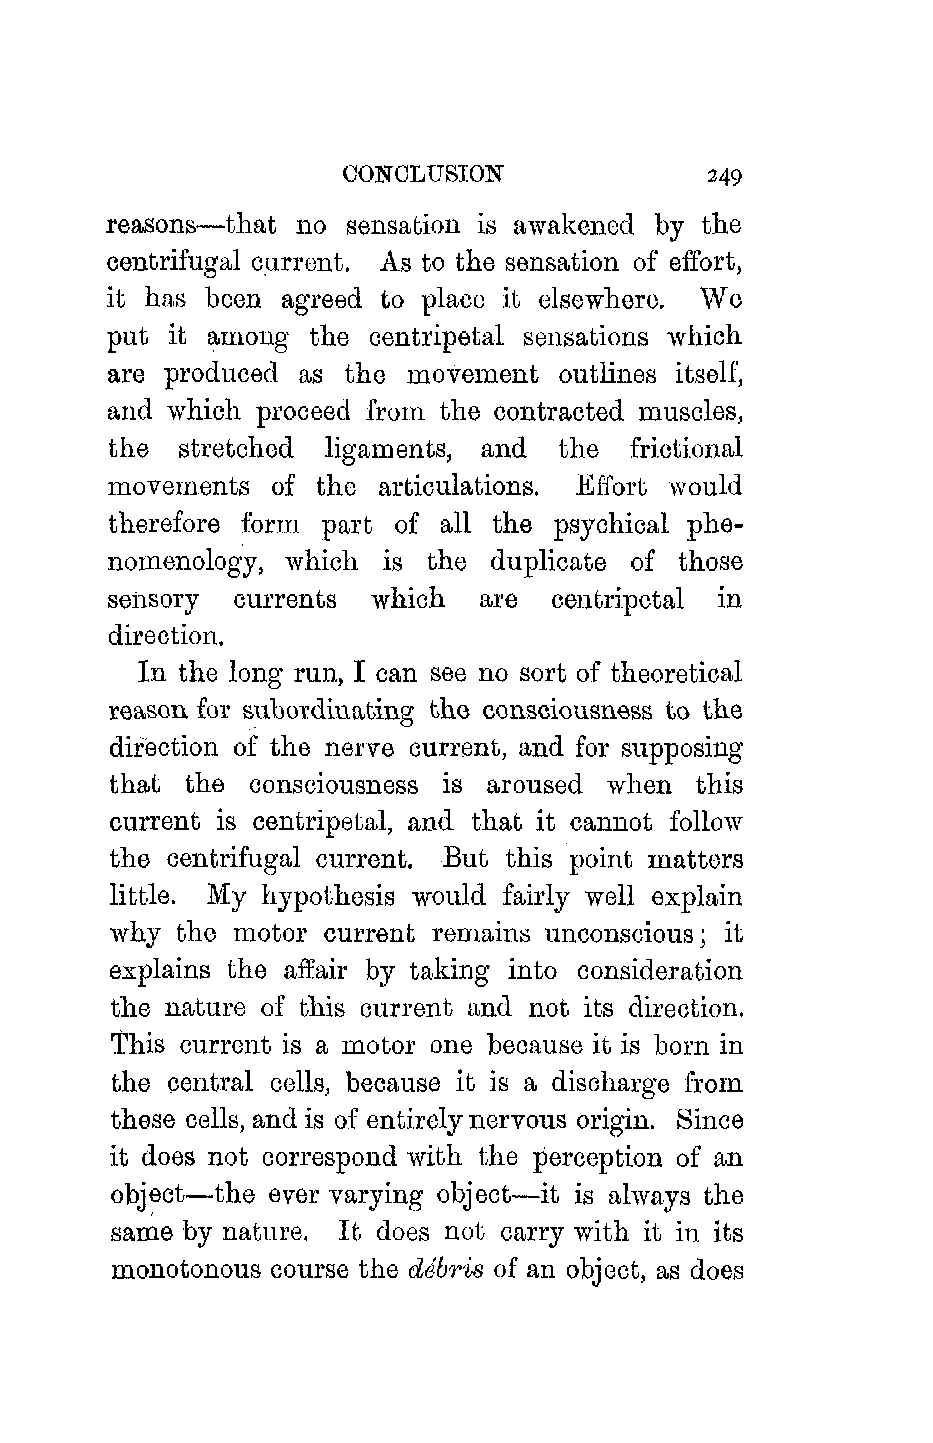 CONCLUSION 249
reasons—that no sensation is awakened by the
centrifugal current. As to the sensation of effort,
it has been agreed to place it elsewhere. We
put it among the centripetal sensations which
are produced as the movement outlines itself,
and which proceed from the contracted muscles,
the stretched ligaments, and the frictional
movements of the articulations. Effort would
therefore form part of all the psychical phe-
nomenology, which is the duplicate of those
sensory currents which are centripetal in
direction.
In the long run, I can see no sort of theoretical
reason for subordinating the consciousness to the
direction of the nerve current, and for supposing
that the consciousness is aroused when this
current is centripetal, and that it cannot follow
the centrifugal current. But this point matters
little. My hypothesis would fairly well explain
why the motor current remains unconscious; it
explains the affair by taking into consideration
the nature of this current and not its direction.
This current is a motor one because it is born in
the central cells, because it is a discharge from
these cells, and is of entirely nervous origin. Since
it does not correspond with the perception of an
object—the ever varying object—it is always the
same by nature. It does not carry with it in its
monotonous course the débris of an object, as does